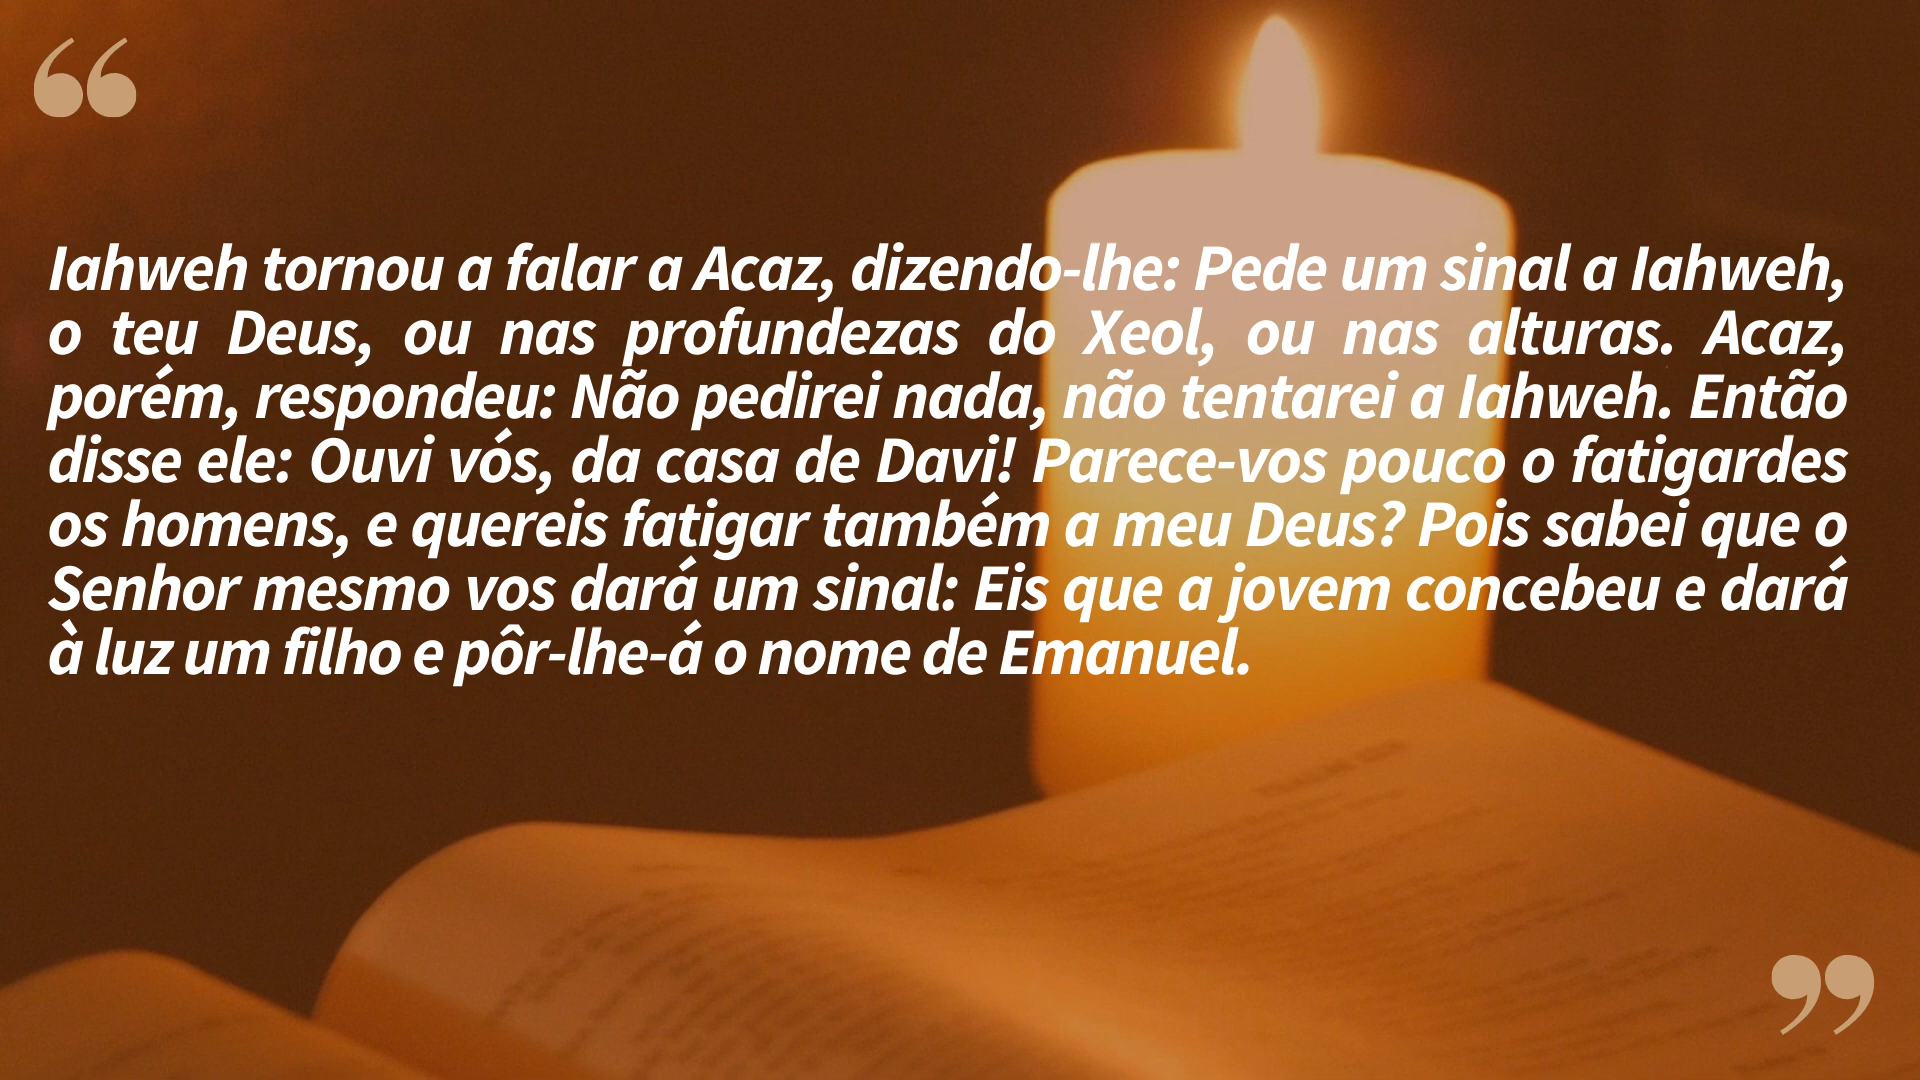 “
Iahweh tornou a falar a Acaz, dizendo-lhe: Pede um sinal a Iahweh,
o teu Deus, ou nas profundezas do Xeol, ou nas alturas. Acaz,
porém, respondeu: Não pedirei nada, não tentarei a Iahweh. Então
disse ele: Ouvi vós, da casa de Davi! Parece-vos pouco o fatigardes
os homens, e quereis fatigar também a meu Deus? Pois sabei que o
Senhor mesmo vos dará um sinal: Eis que a jovem concebeu e dará
à luz um filho e pôr-lhe-á o nome de Emanuel.
”